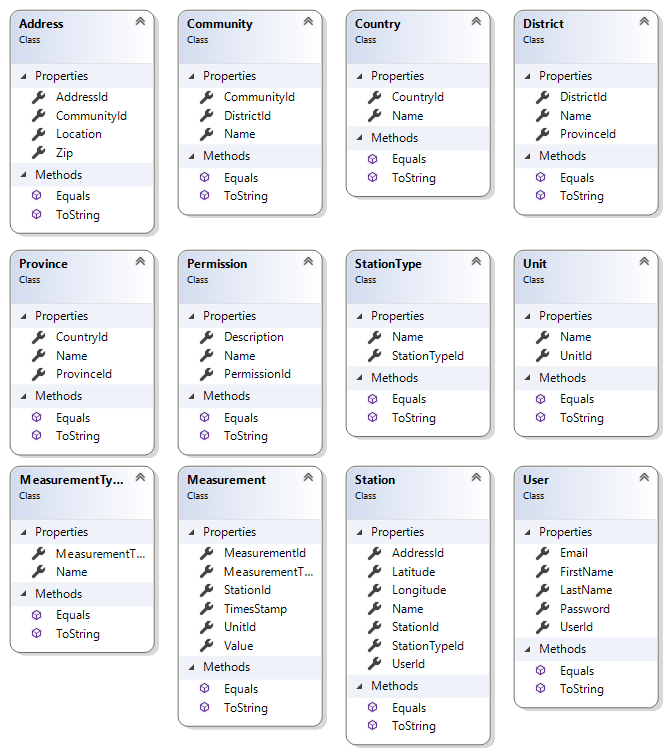 Address
Class
Properties
AddressId
CommunityId
Location
Zip
Methods
Equals
ToString
Community
Class
Properties
CommunityId
DistrictId
Name
Methods
Equals
ToString
Country
Class
Properties
CountryId
Name
Methods
Equals
ToString
District
Class
Properties
DistrictId
Name
ProvinceId
Methods
Equals
ToString
Province
Class
Properties
CountryId
Name
ProvinceId
Methods
Equals
ToString
Permission
Class
Properties
Description
Name
PermissionId
Methods
Equals
ToString
StationType
Class
Properties
Name
StationTypeId
Methods
Equals
ToString
Unit
Class
Properties
Name
UnitId
Methods
Equals
ToString
MeasurementTy...
Class
Properties
MeasurementT...
Name
Methods
Equals
ToString
Measurement
Class
Properties
MeasurementId
MeasurementT...
StationId
TimesStamp
UnitId
Value
Methods
Equals
ToString
Station
Class
Properties
AddressId
Latitude
Longitude
Name
StationId
StationTypeId
UserId
Methods
Equals
ToString
User
Class
Properties
Email
FirstName
LastName
Password
UserId
Methods
Equals
ToString